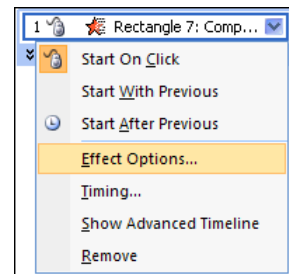 1 Rectangle 7: Comp...
Start On Click
Start With Previous
Start After Previous
Effect Options...
Timing...
Show Advanced Timeline
Remove